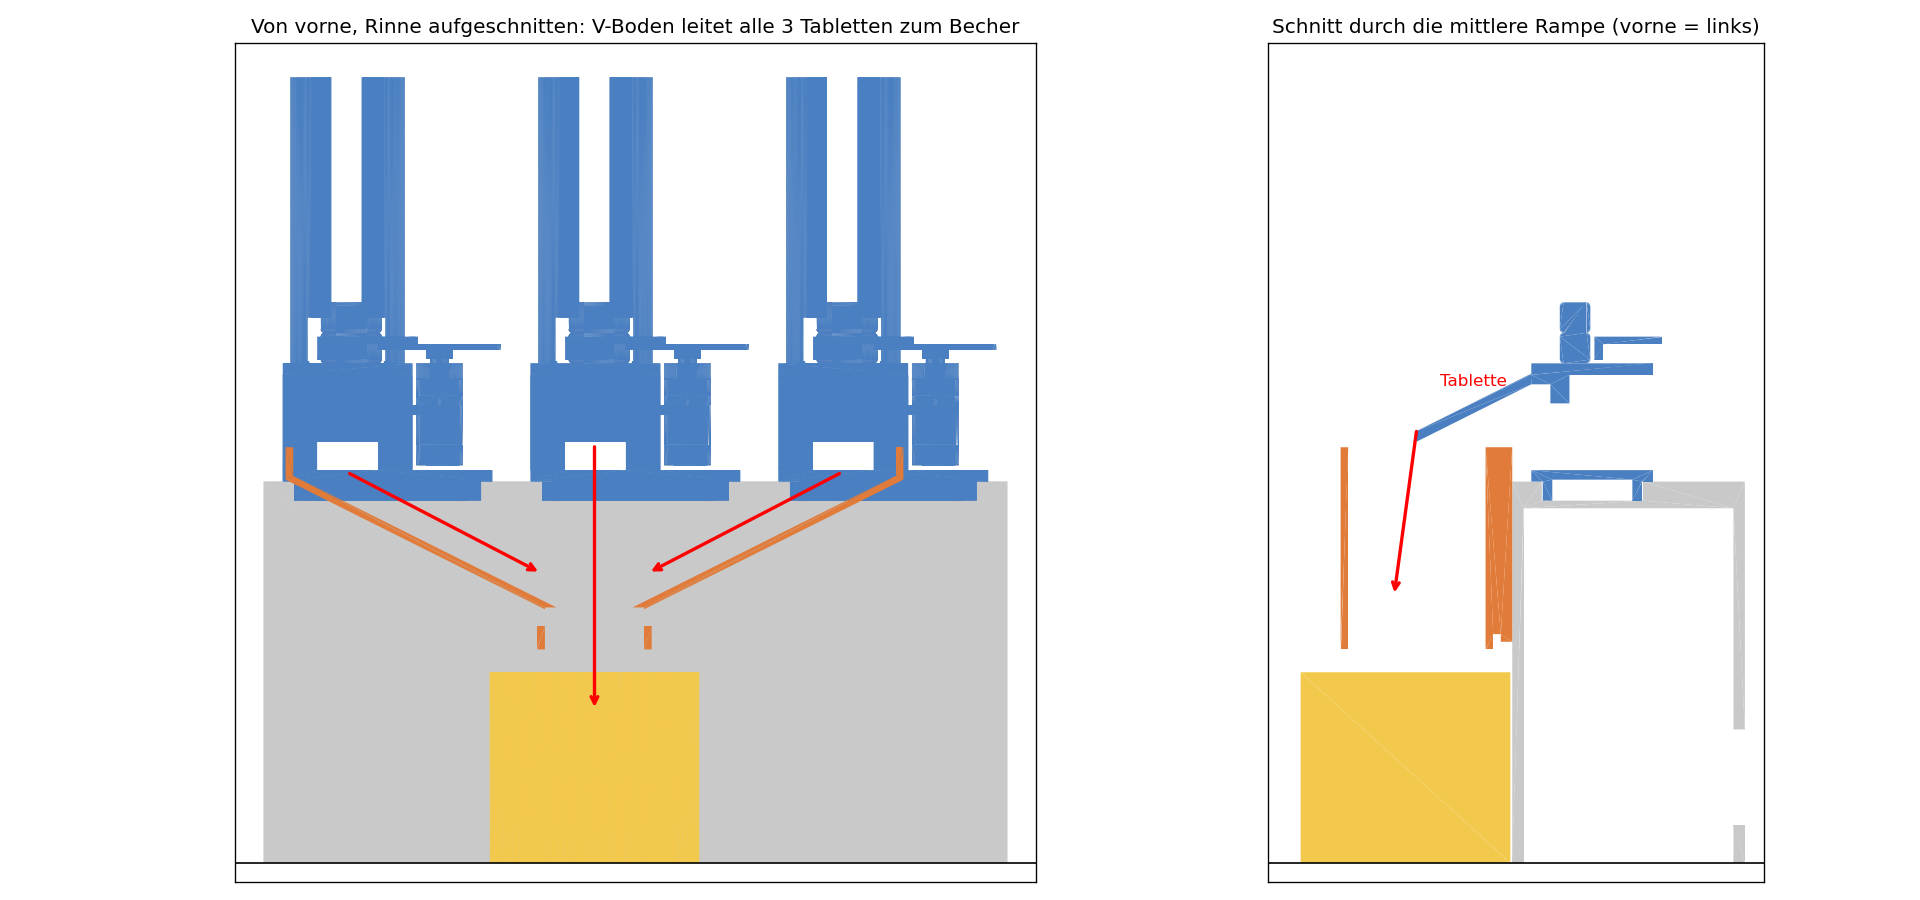 Von vorne, Rinne aufgeschnitten: V-Boden leitet alle 3 Tabletten zum Becher
Schnitt durch die mittlere Rampe (vorne = links)
Tablette